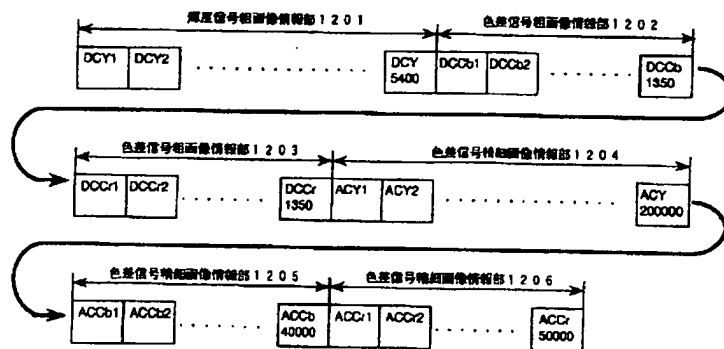 輝度信号粗画像情報部1201 色差信号粗画像情報部1202
DCY1 DCY2 ‥‥‥‥‥ DCY 5400 DCCb1 DCCb2 ‥‥‥ DCCb 1350
色差信号粗画像情報部1203 色差信号精細画像情報部1204
DCCr1 DCCr2 ‥‥‥ DCCr 1350 ACY1 ACY2 ‥‥‥‥‥ ACY 200000
色差信号精細画像情報部1205 色差信号精細画像情報部1206
ACCb1 ACCb2 ‥‥‥ ACCb 40000 ACCr1 ACCr2 ‥‥‥ ACCr 50000